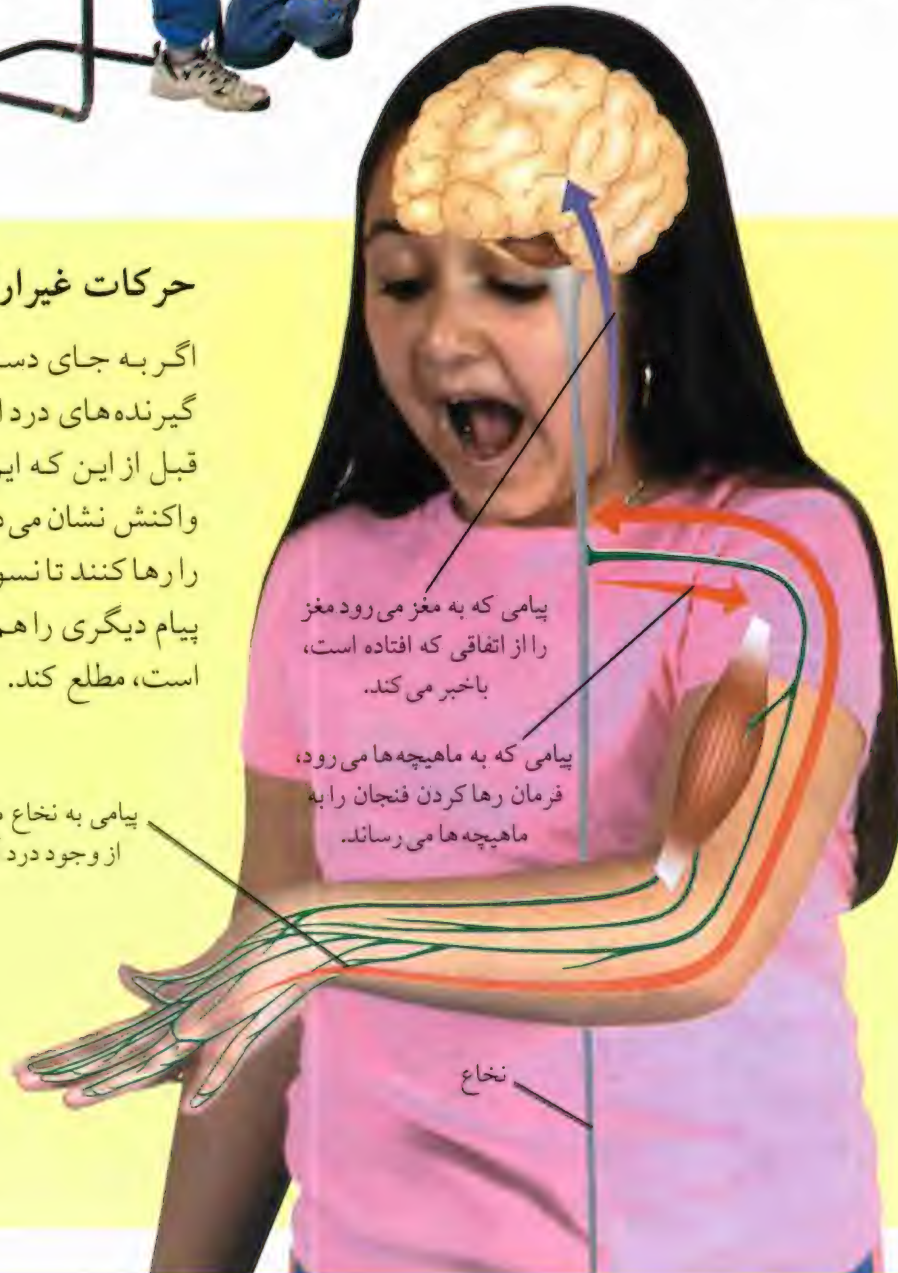 حرکات غیرار
اگر به جای دس
گیرنده‌های درد ا
قبل از این که ایر
واکنش نشان می‌د
را رها کنند تا نسو
پیام دیگری را هم
است، مطلع کند.
پیامی که به مغز می‌رود مغز
را از اتفاقی که افتاده است،
باخبر می‌کند.
پیامی که به ماهیچه‌ها می‌رود،
فرمان رها کردن فنجان را به
ماهیچه‌ها می‌رساند.
پیامی به نخاع م
از وجود درد
نخاع